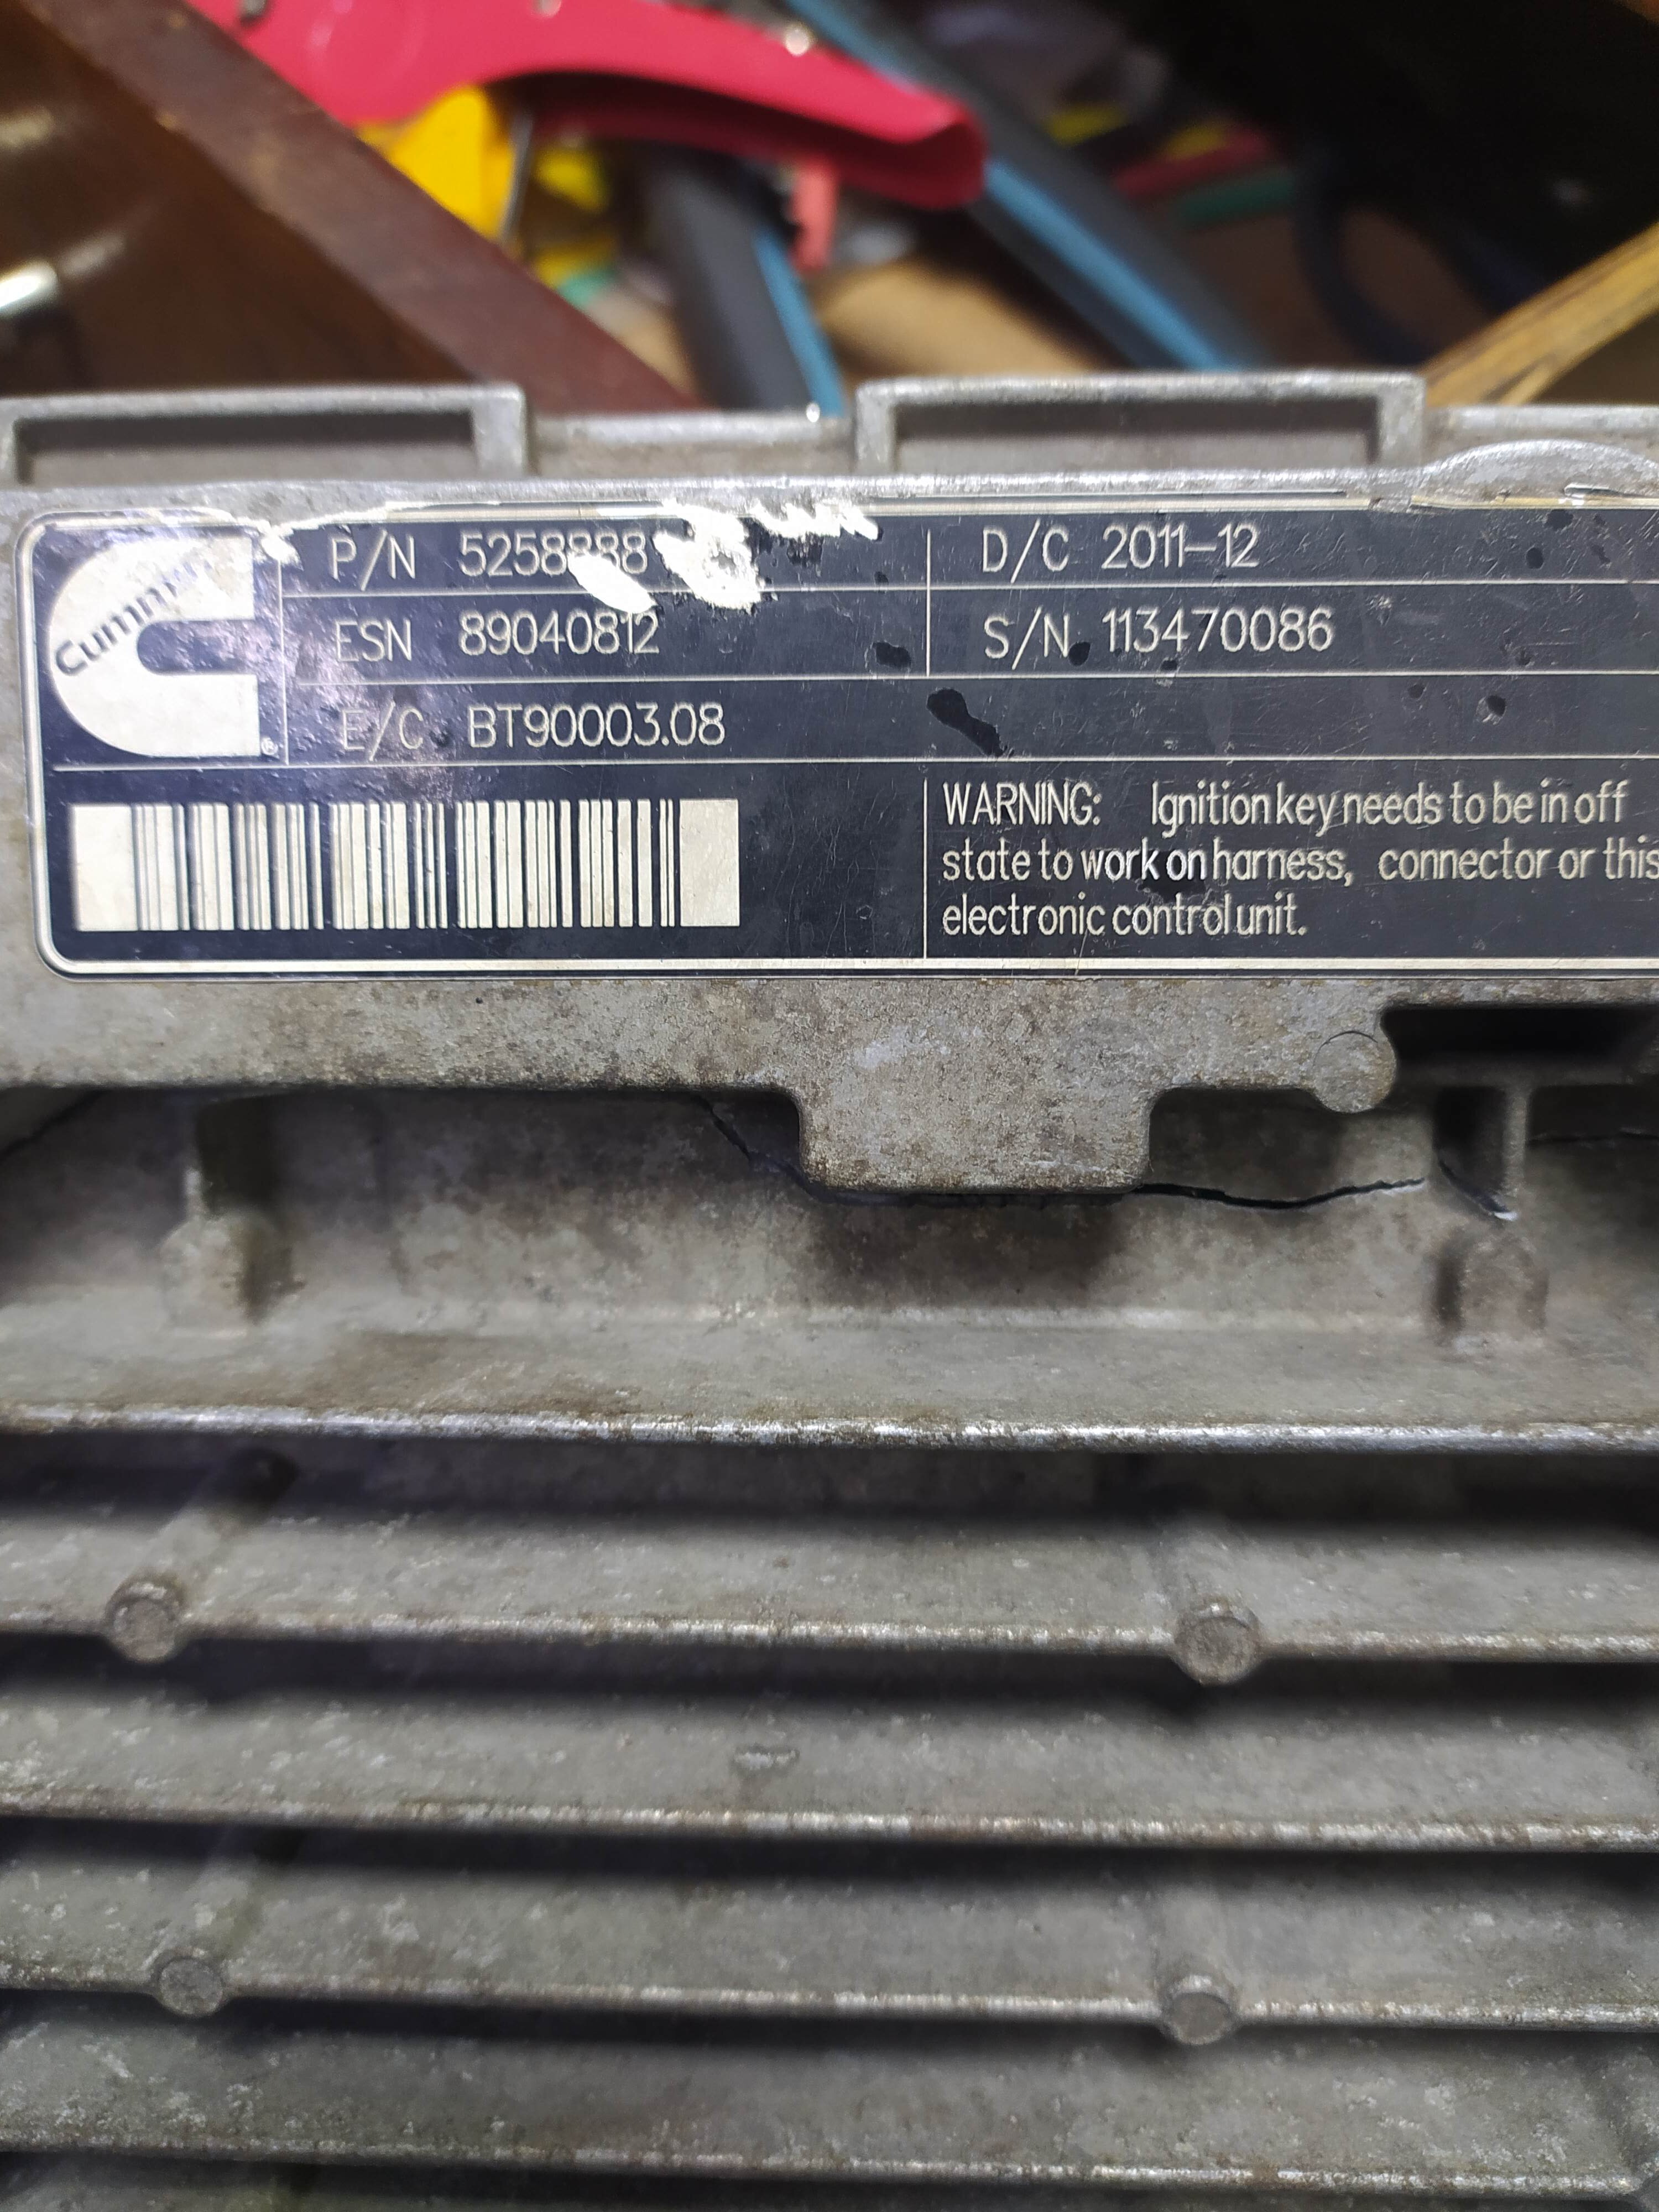 Cummins
P/N 5258888 D/C 2011-12
ESN 89040812 S/N 113470086
E/C BT90003.08
®
WARNING: Ignition key needs to be in off
state to work on harness, connector or this
electronic control unit.